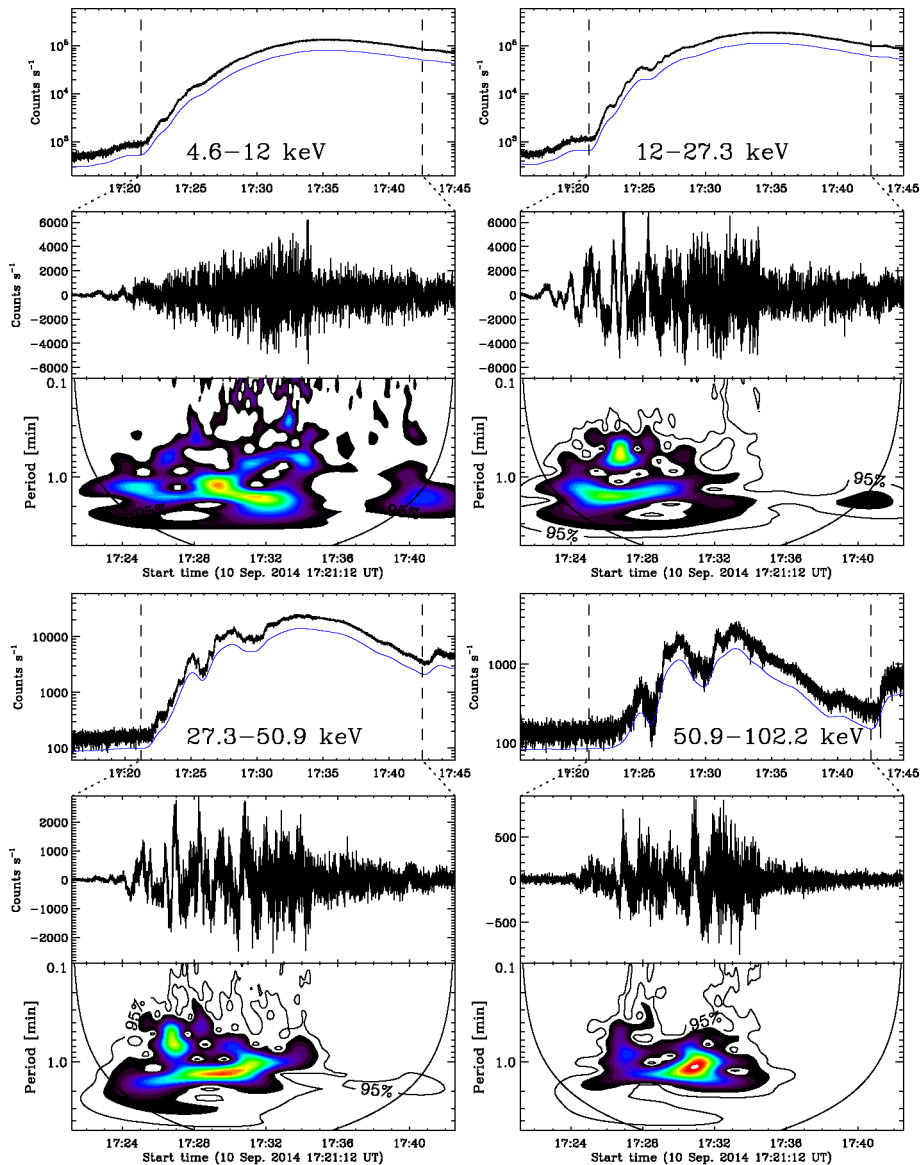 10⁶
10⁴
10³
Counts s⁻¹
4.6–12 keV
17:20 17:25 17:30 17:35 17:40 17:45
10⁵
10⁴
10³
Counts s⁻¹
12–27.3 keV
17:20 17:25 17:30 17:35 17:40 17:45
6000
4000
2000
0
−2000
−4000
−6000
Counts s⁻¹
6000
4000
2000
0
−2000
−4000
−6000
Counts s⁻¹
0.1
1.0
Period [min]
95%
95%
17:24 17:28 17:32 17:36 17:40
Start time (10 Sep. 2014 17:21:12 UT)
0.1
1.0
Period [min]
95%
95%
17:24 17:28 17:32 17:36 17:40
Start time (10 Sep. 2014 17:21:12 UT)
10000
1000
100
Counts s⁻¹
27.3–50.9 keV
17:20 17:25 17:30 17:35 17:40 17:45
1000
100
Counts s⁻¹
50.9–102.2 keV
17:20 17:25 17:30 17:35 17:40 17:45
2000
1000
0
−1000
−2000
Counts s⁻¹
500
0
−500
Counts s⁻¹
0.1
1.0
Period [min]
95%
95%
17:24 17:28 17:32 17:36 17:40
Start time (10 Sep. 2014 17:21:12 UT)
0.1
1.0
Period [min]
95%
17:24 17:28 17:32 17:36 17:40
Start time (10 Sep. 2014 17:21:12 UT)